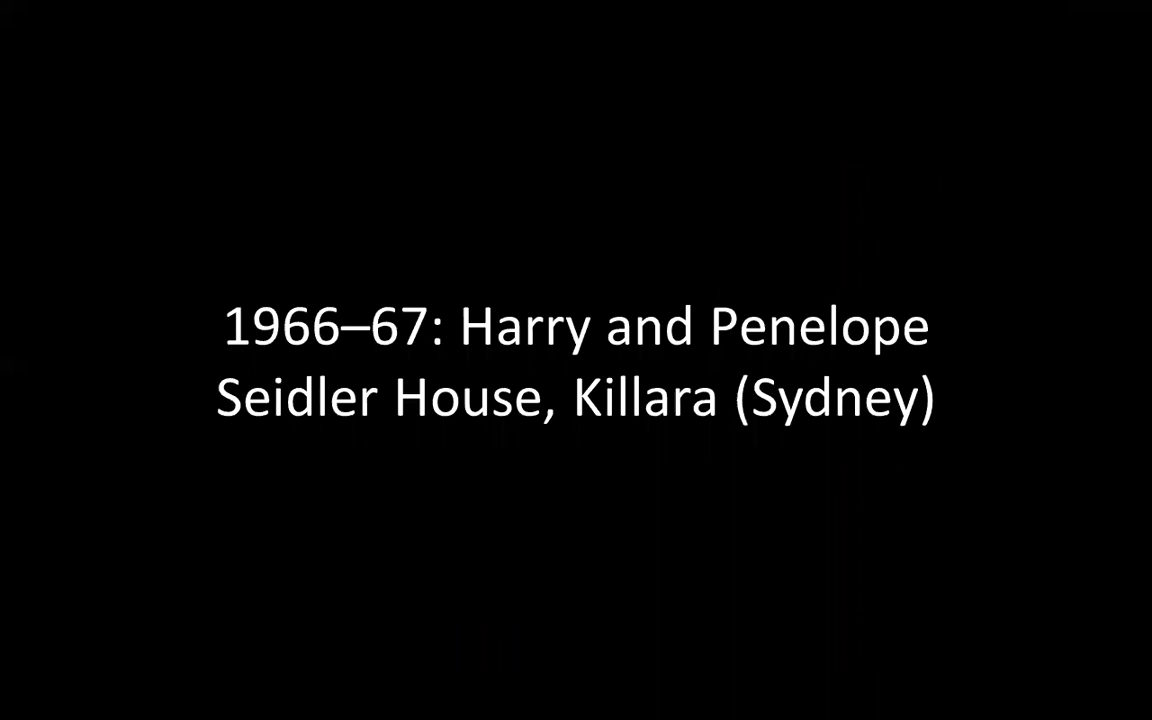 1966–67: Harry and Penelope
Seidler House, Killara (Sydney)